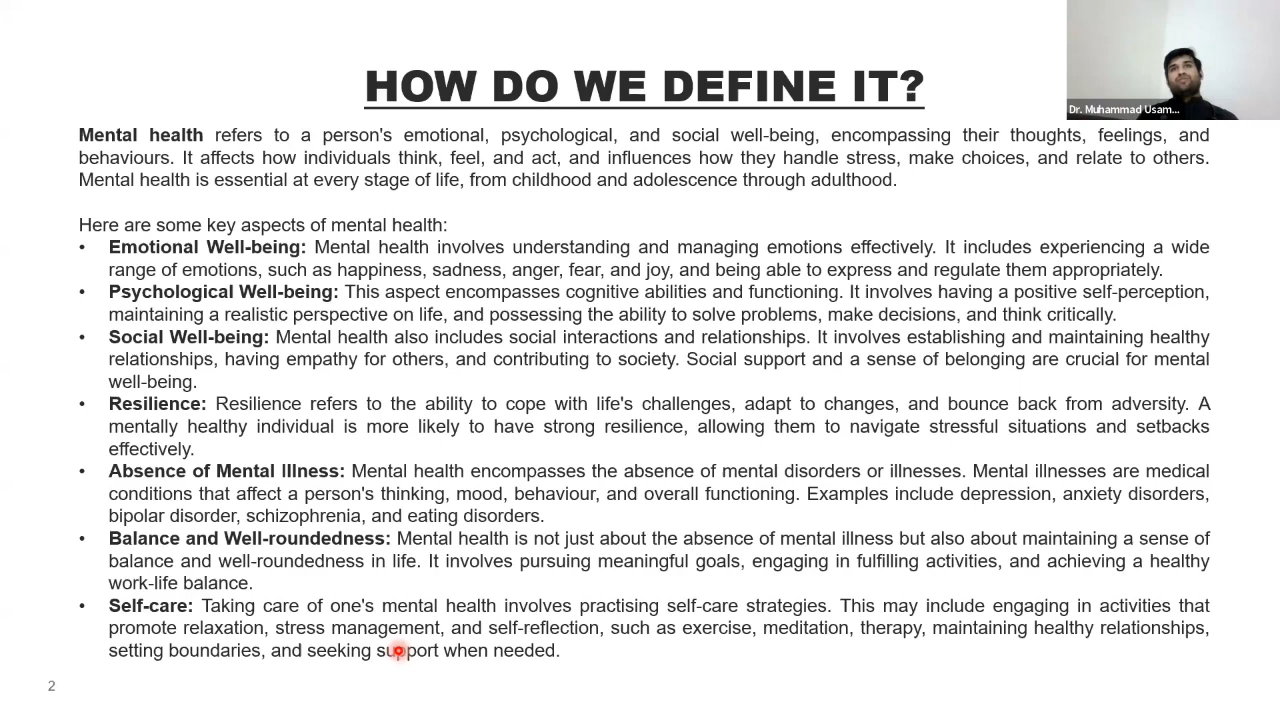 HOW DO WE DEFINE IT?
Dr. Muhammad Usam...
Mental health refers to a person's emotional, psychological, and social well-being, encompassing their thoughts, feelings, and
behaviours. It affects how individuals think, feel, and act, and influences how they handle stress, make choices, and relate to others.
Mental health is essential at every stage of life, from childhood and adolescence through adulthood.
Here are some key aspects of mental health:
• Emotional Well-being: Mental health involves understanding and managing emotions effectively. It includes experiencing a wide
range of emotions, such as happiness, sadness, anger, fear, and joy, and being able to express and regulate them appropriately.
• Psychological Well-being: This aspect encompasses cognitive abilities and functioning. It involves having a positive self-perception,
maintaining a realistic perspective on life, and possessing the ability to solve problems, make decisions, and think critically.
• Social Well-being: Mental health also includes social interactions and relationships. It involves establishing and maintaining healthy
relationships, having empathy for others, and contributing to society. Social support and a sense of belonging are crucial for mental
well-being.
• Resilience: Resilience refers to the ability to cope with life's challenges, adapt to changes, and bounce back from adversity. A
mentally healthy individual is more likely to have strong resilience, allowing them to navigate stressful situations and setbacks
effectively.
• Absence of Mental Illness: Mental health encompasses the absence of mental disorders or illnesses. Mental illnesses are medical
conditions that affect a person's thinking, mood, behaviour, and overall functioning. Examples include depression, anxiety disorders,
bipolar disorder, schizophrenia, and eating disorders.
• Balance and Well-roundedness: Mental health is not just about the absence of mental illness but also about maintaining a sense of
balance and well-roundedness in life. It involves pursuing meaningful goals, engaging in fulfilling activities, and achieving a healthy
work-life balance.
• Self-care: Taking care of one's mental health involves practising self-care strategies. This may include engaging in activities that
promote relaxation, stress management, and self-reflection, such as exercise, meditation, therapy, maintaining healthy relationships,
setting boundaries, and seeking support when needed.
2